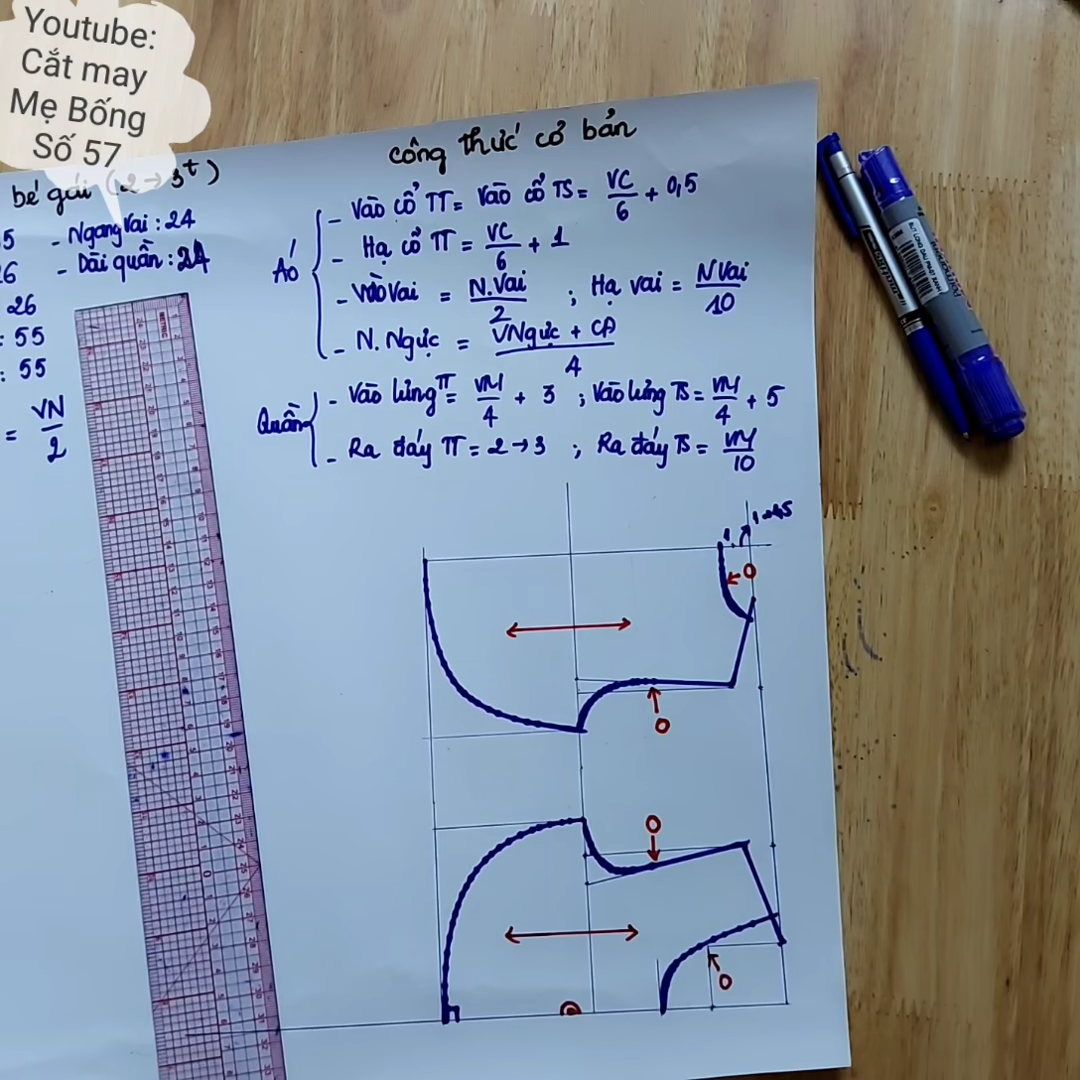 Youtube:
Cắt may
Mẹ Bống
Số 57
bé gái (2→3t)
5 - Ngang vai : 24
26 - Dài quần : 24
26
: 55
: 55
= VN/2
công thức cơ bản
Áo
- Vào cổ TT = Vào cổ TS = VC/6 + 0,5
- Hạ cổ TT = VC/6 + 1
- Vào Vai = N.Vai/2 ; Hạ vai = N Vai/10
- N. Ngực = VNgực + CĐ/4
Quần
- Vào lưng TT = VM/4 + 3 ; Vào lưng TS = VM/4 + 5
- Ra đáy TT = 2→3 ; Ra đáy TS = VM/10
0
0
0
0